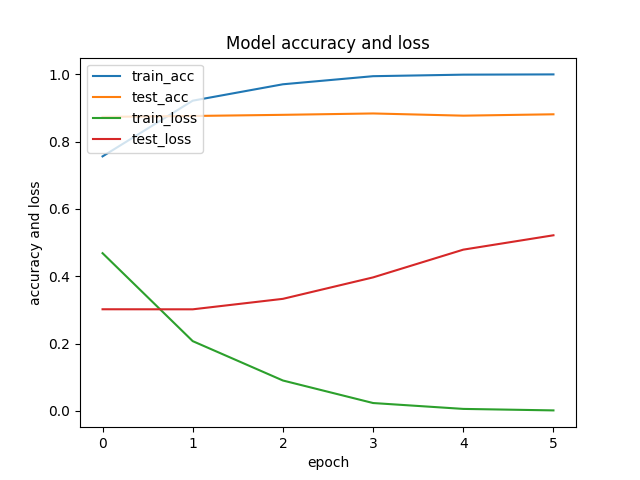 Model accuracy and loss
train_acc
test_acc
train_loss
test_loss
accuracy and loss
1.0
0.8
0.6
0.4
0.2
0.0
0 1 2 3 4 5
epoch